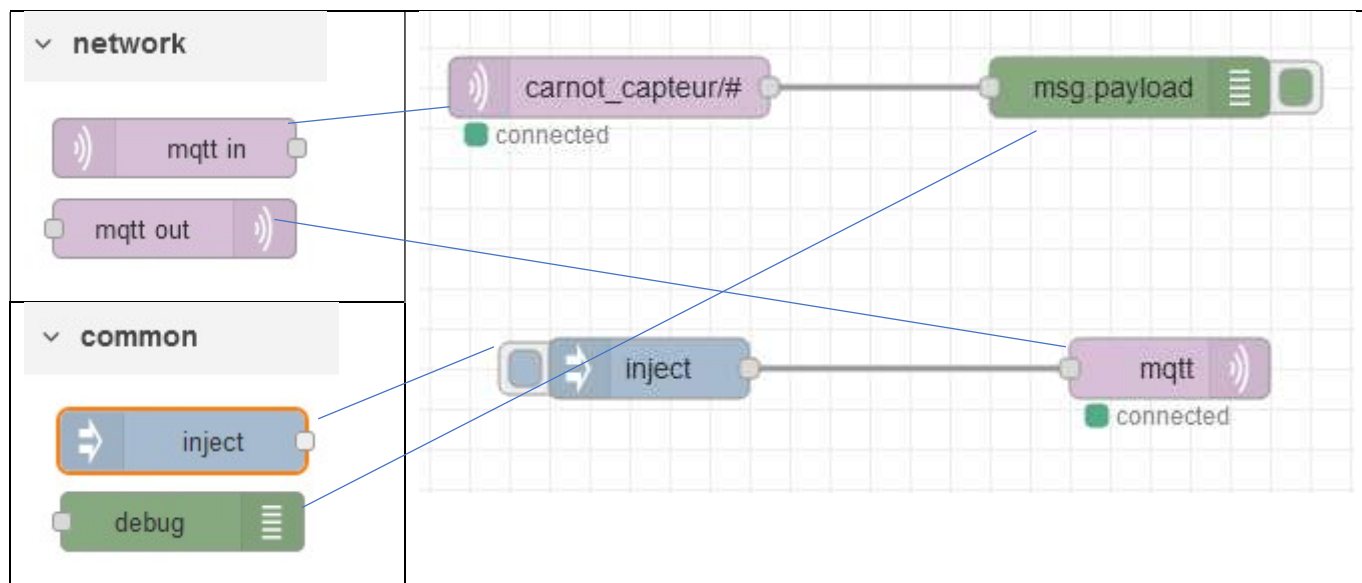 network
mqtt in
mqtt out
common
inject
debug
carnot_capteur/#
connected
msg.payload
inject
mqtt
connected